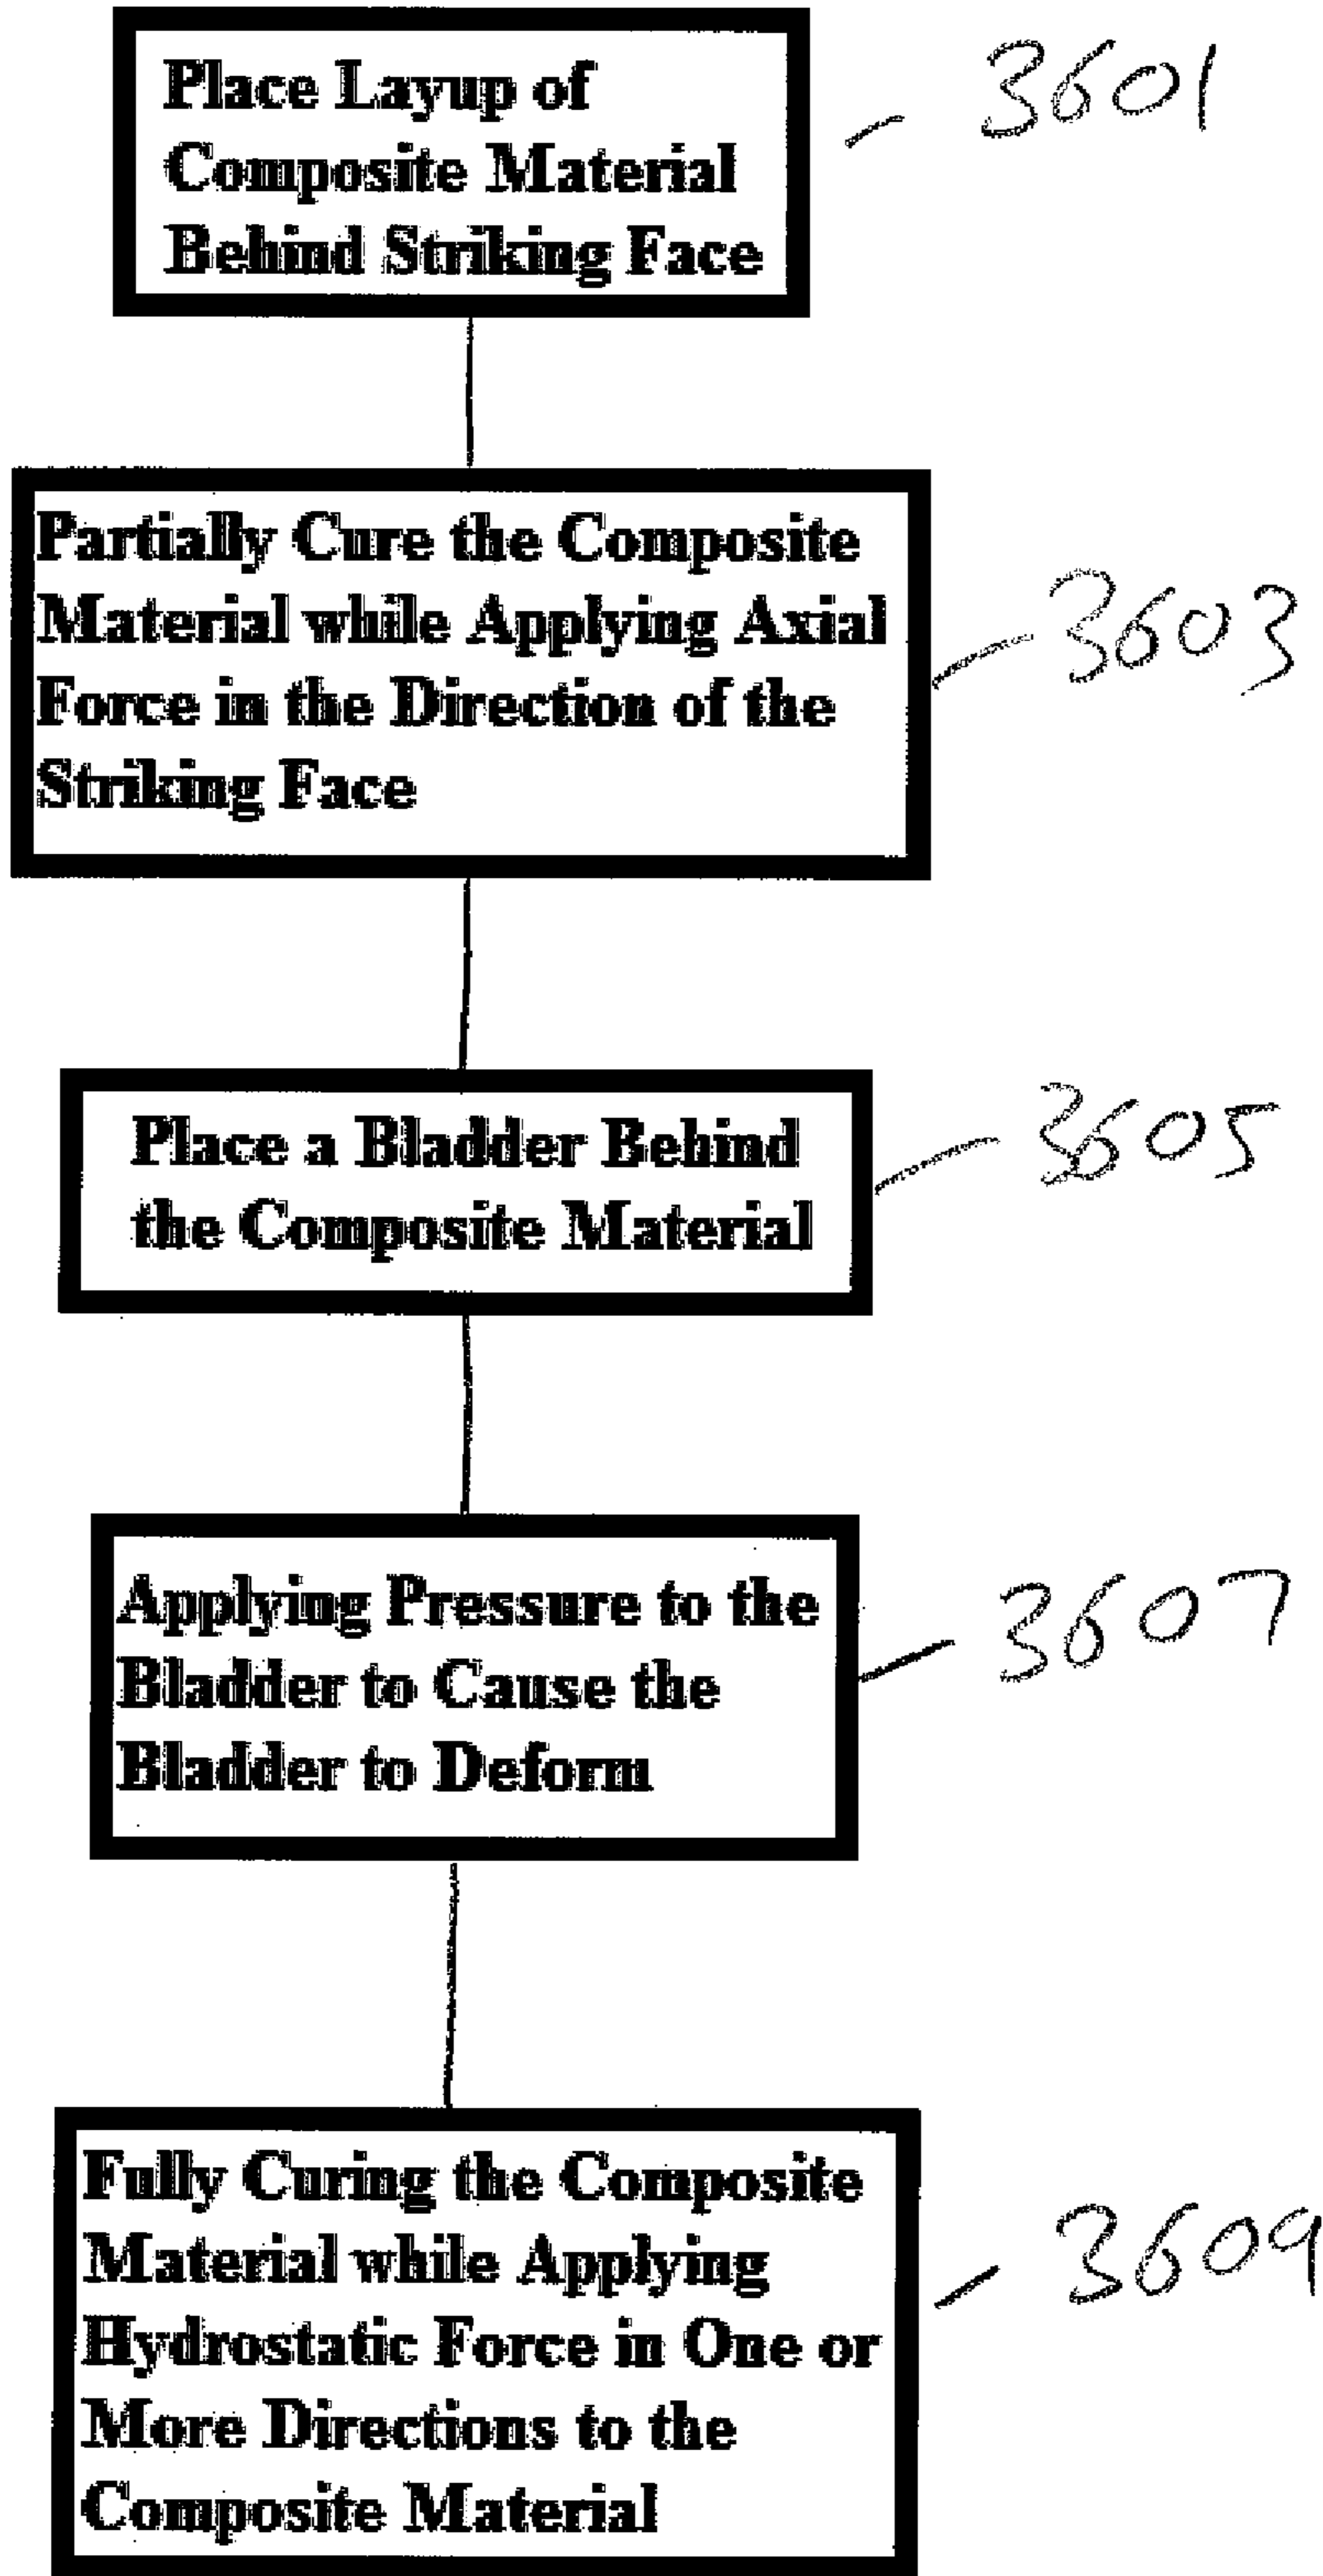 Place Layup of
Composite Material
Behind Striking Face
3601
Partially Cure the Composite
Material while Applying Axial
Force in the Direction of the
Striking Face
3603
Place a Bladder Behind
the Composite Material
3605
Applying Pressure to the
Bladder to Cause the
Bladder to Deform
3607
Fully Curing the Composite
Material while Applying
Hydrostatic Force in One or
More Directions to the
Composite Material
3609